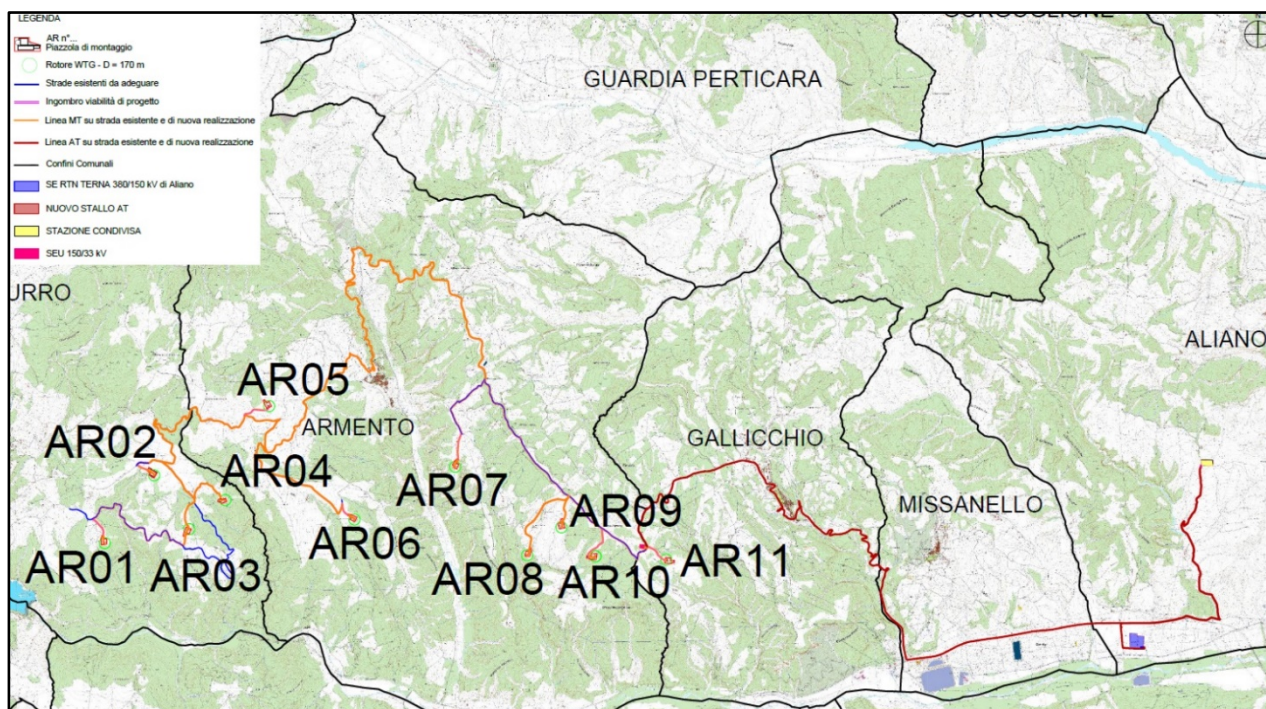 LEGENDA
AR n°...
Piazzola di montaggio
Rotore WTG - D = 170 m
Strade esistenti da adeguare
Ingombro viabilità di progetto
Linea MT su strada esistente e di nuova realizzazione
Linea AT su strada esistente e di nuova realizzazione
Confini Comunali
SE RTN TERNA 380/150 kV di Aliano
NUOVO STALLO AT
STAZIONE CONDIVISA
SEU 150/33 kV
GUARDIA PERTICARA
URRO
ALIANO
AR05
ARMENTO
GALLICCHIO
AR02
AR04
AR07
AR09
MISSANELLO
AR06
AR01
AR03
AR08
AR10
AR11